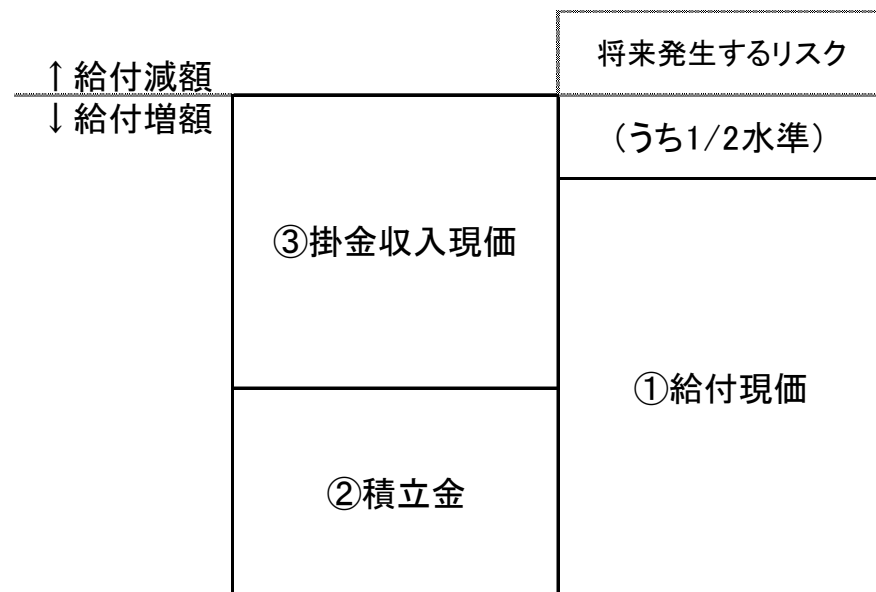 将来発生するリスク
↑給付減額
↓給付増額
(うち1/2水準)
③掛金収入現価
①給付現価
②積立金